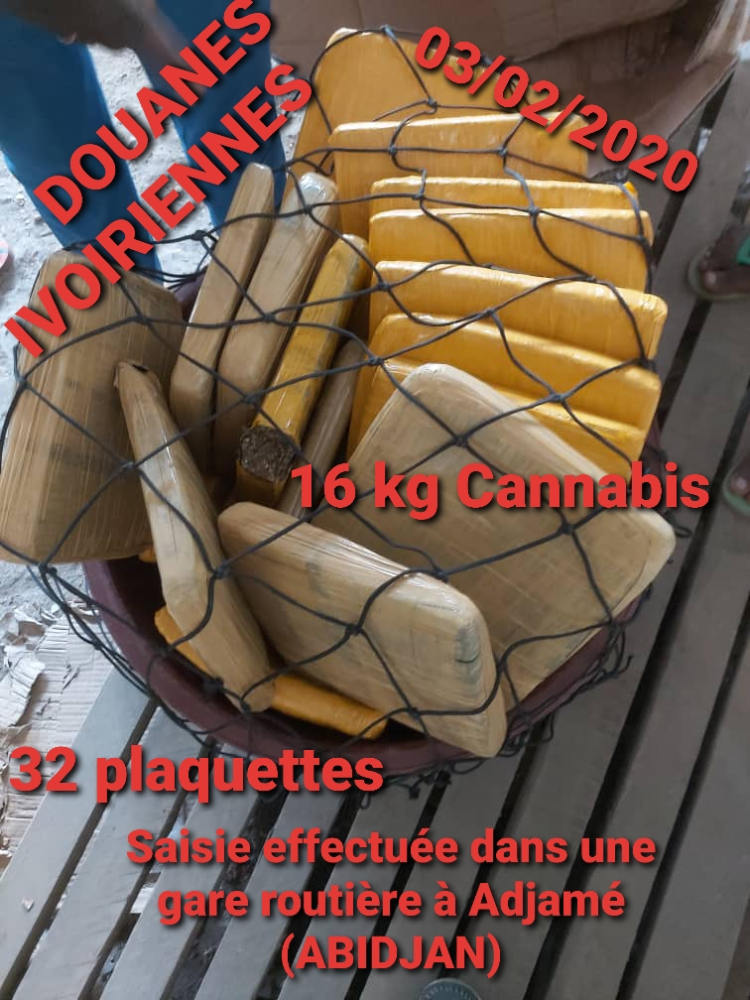 DOUANES
IVOIRIENNES
03/02/2020
16 kg Cannabis
32 plaquettes
Saisie effectuée dans une
gare routière à Adjamé
(ABIDJAN)